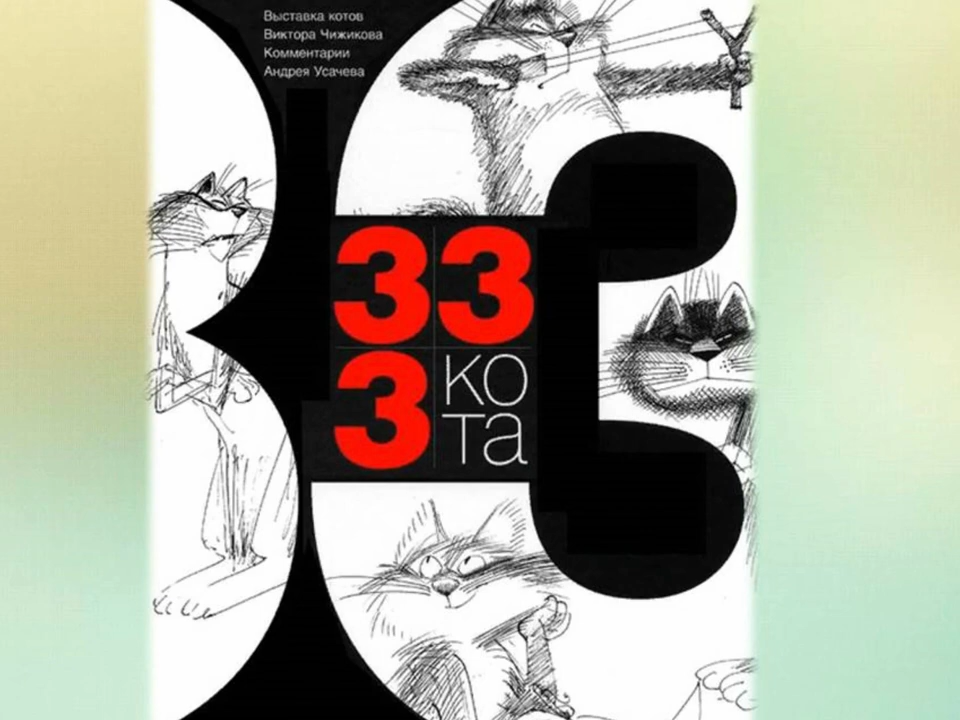 Выставка котов
Виктора Чижикова
Комментарии
Андрея Усачева
33
3 ко
та